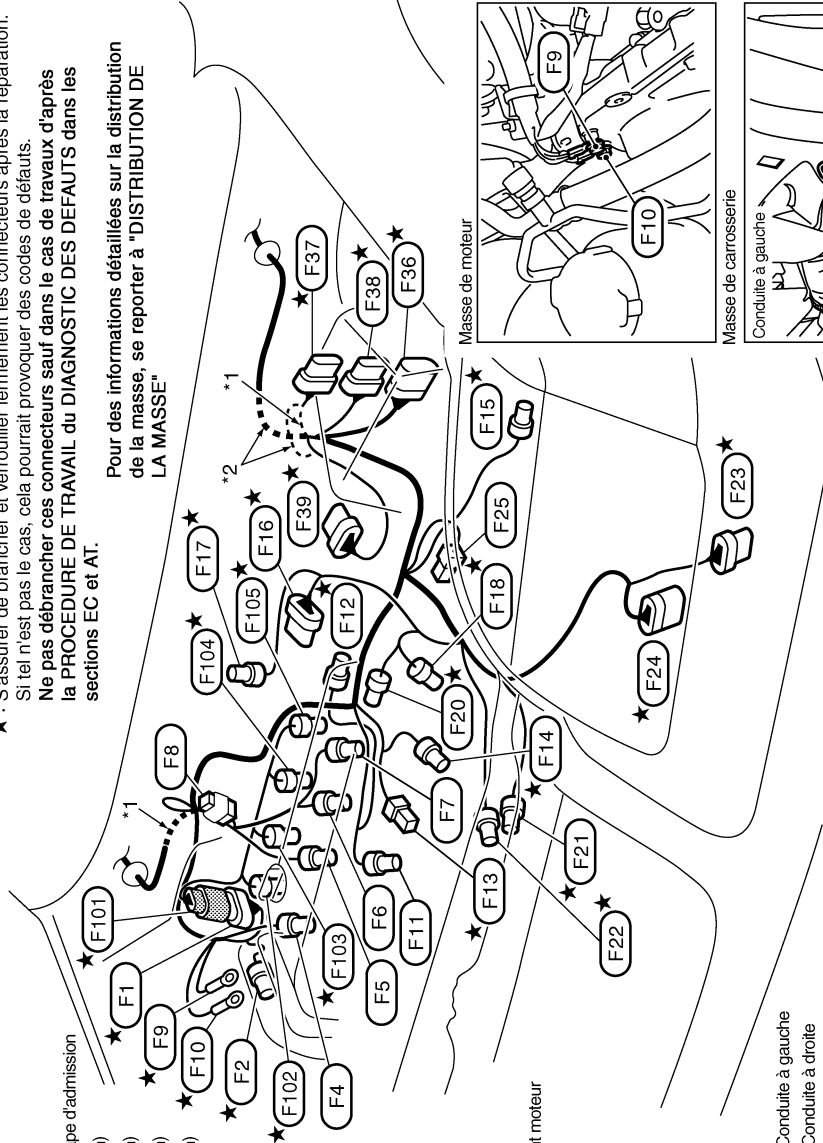 ★ : S'assurer de brancher et verrouiller fermement les connecteurs après la réparation.
Si tel n'est pas le cas, cela pourrait provoquer des codes de défauts.
Ne pas débrancher ces connecteurs sauf dans le cas de travaux d'après
la PROCEDURE DE TRAVAIL du DIAGNOSTIC DES DEFAUTS dans les
sections EC et AT.
Pour des informations détaillées sur la distribution
de la masse, se reporter à "DISTRIBUTION DE
LA MASSE"
d'admission
F101
★
F1
★
F9
★
F10
★
F2
★
F102
★
F4
*1
F8
F104
★
F17
★
F105
★
F16
★
F39
★
*2
*1
F37
★
F38
★
F36
★
F12
★
F103
★
F5
F6
F11
F7
F13
★
F20
★
F18
★
F25
F15
★
F14
★
F21
★
F22
★
F24
★
F23
★
Masse de moteur
F9
F10
Masse de carrosserie
Conduite à gauche
moteur
Conduite à gauche
Conduite à droite